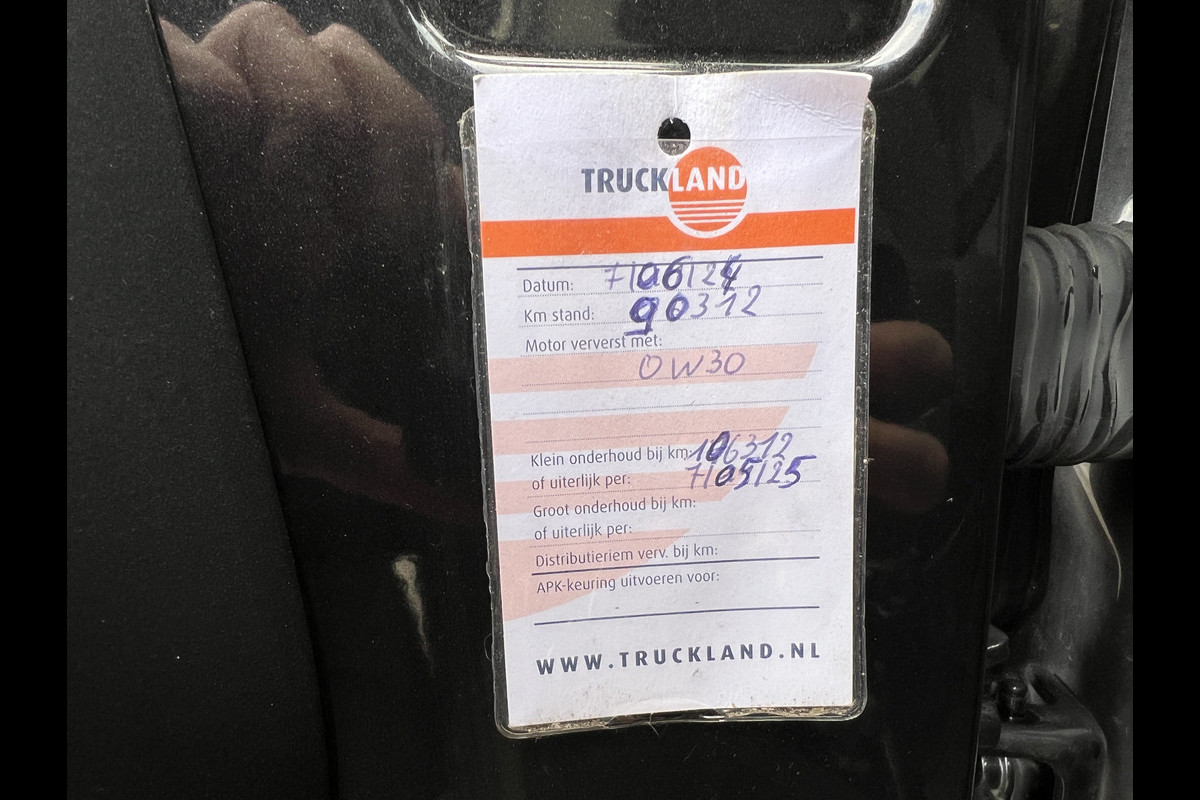 TRUCKLAND
Datum: 7/06/24
Km stand: 90312
Motor ververst met:
0W30
Klein onderhoud bij km: 106312
of uiterlijk per: 7/05/25
Groot onderhoud bij km:
of uiterlijk per:
Distributieriem verv. bij km:
APK-keuring uitvoeren voor:
WWW.TRUCKLAND.NL